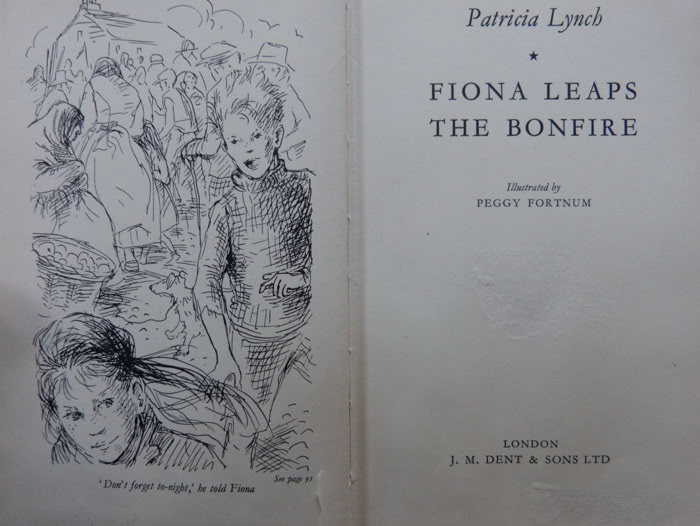 'Don't forget to-night,' he told Fiona
See page 91
Patricia Lynch
★
FIONA LEAPS
THE BONFIRE
Illustrated by
PEGGY FORTNUM
LONDON
J. M. DENT & SONS LTD